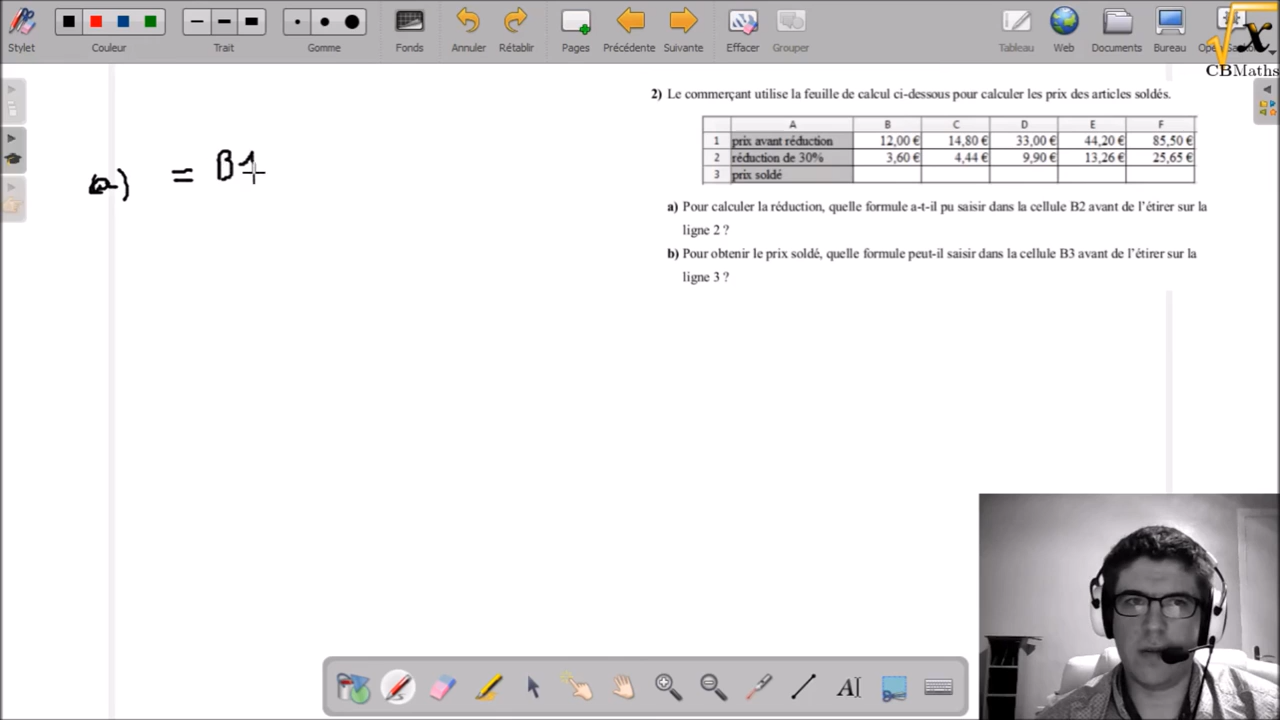 Stylet Couleur Trait Gomme Fonds Annuler Rétablir Pages Précédente Suivante Effacer Grouper Tableau Web Documents Bureau
CBMaths
a) = B1
2) Le commerçant utilise la feuille de calcul ci-dessous pour calculer les prix des articles soldés.
A B C D E F
1 prix avant réduction 12,00 € 14,80 € 33,00 € 44,20 € 85,50 €
2 réduction de 30% 3,60 € 4,44 € 9,90 € 13,26 € 25,65 €
3 prix soldé
a) Pour calculer la réduction, quelle formule a-t-il pu saisir dans la cellule B2 avant de l'étirer sur la
ligne 2 ?
b) Pour obtenir le prix soldé, quelle formule peut-il saisir dans la cellule B3 avant de l'étirer sur la
ligne 3 ?